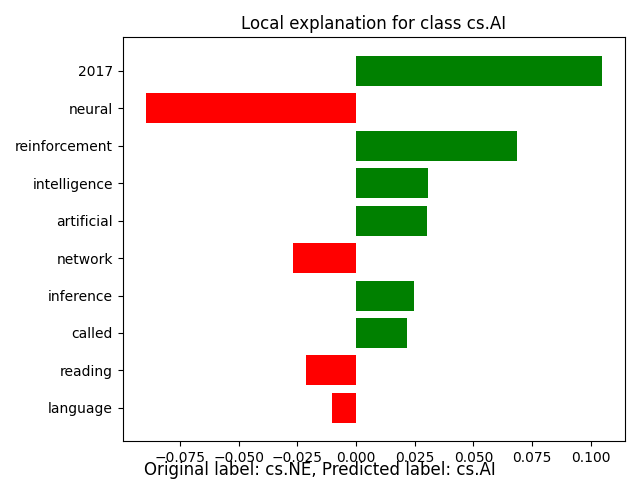 Local explanation for class cs.AI
2017
neural
reinforcement
intelligence
artificial
network
inference
called
reading
language
−0.075 −0.050 −0.025 0.000 0.025 0.050 0.075 0.100
Original label: cs.NE, Predicted label: cs.AI